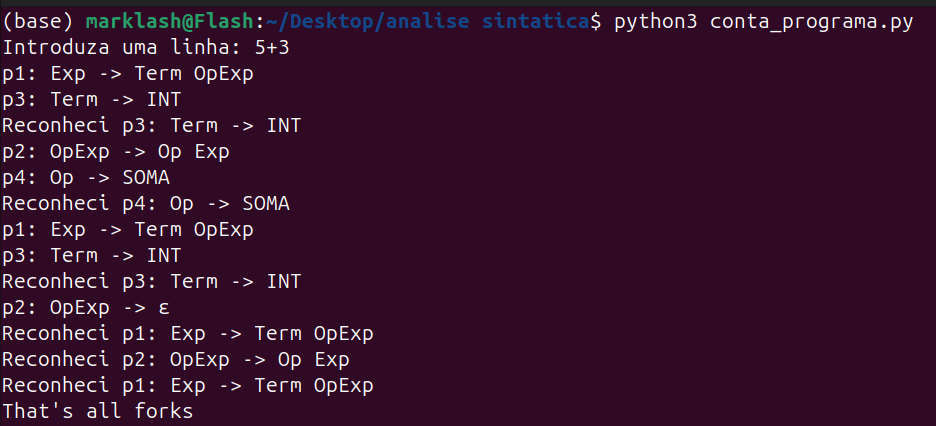 (base) marklash@Flash:~/Desktop/analise sintatica$ python3 conta_programa.py
Introduza uma linha: 5+3
p1: Exp -> Term OpExp
p3: Term -> INT
Reconheci p3: Term -> INT
p2: OpExp -> Op Exp
p4: Op -> SOMA
Reconheci p4: Op -> SOMA
p1: Exp -> Term OpExp
p3: Term -> INT
Reconheci p3: Term -> INT
p2: OpExp -> ε
Reconheci p1: Exp -> Term OpExp
Reconheci p2: OpExp -> Op Exp
Reconheci p1: Exp -> Term OpExp
That's all forks